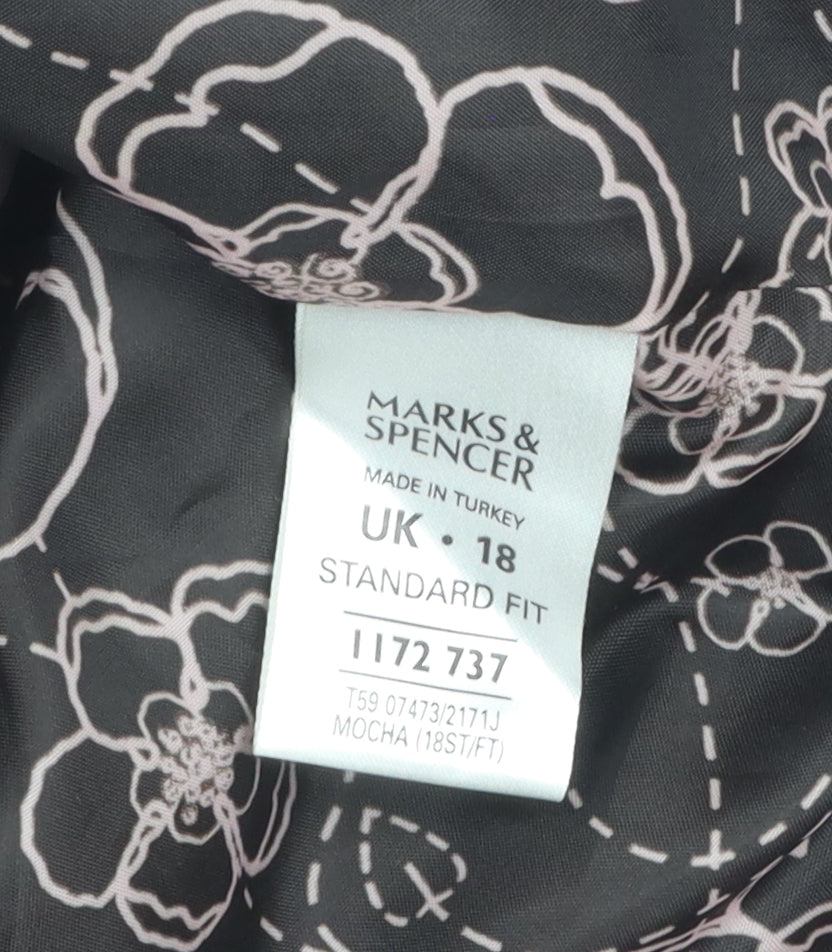 MARKS &
SPENCER
MADE IN TURKEY
UK • 18
STANDARD FIT
1172 737
T59 07473/2171J
MOCHA (18ST/FT)